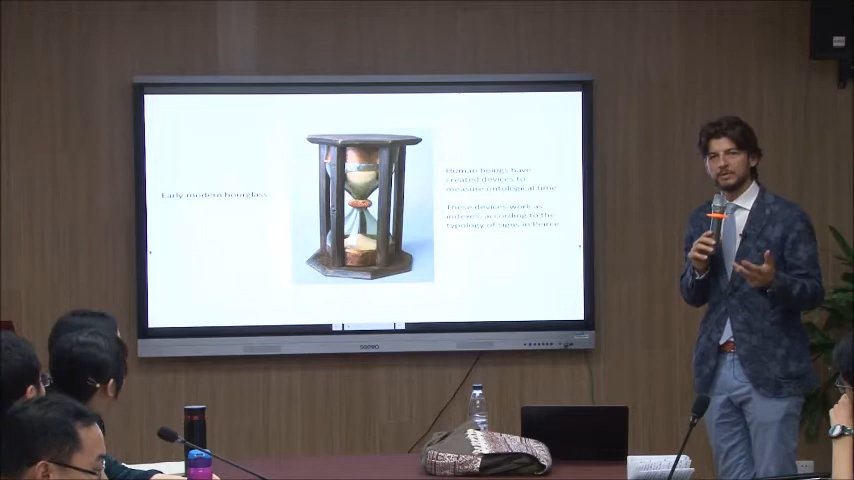 Early modern hourglass
Human beings have
created devices to
measure ontological time.
These devices work as
indexes, according to the
typology of signs in Peirce
seewo